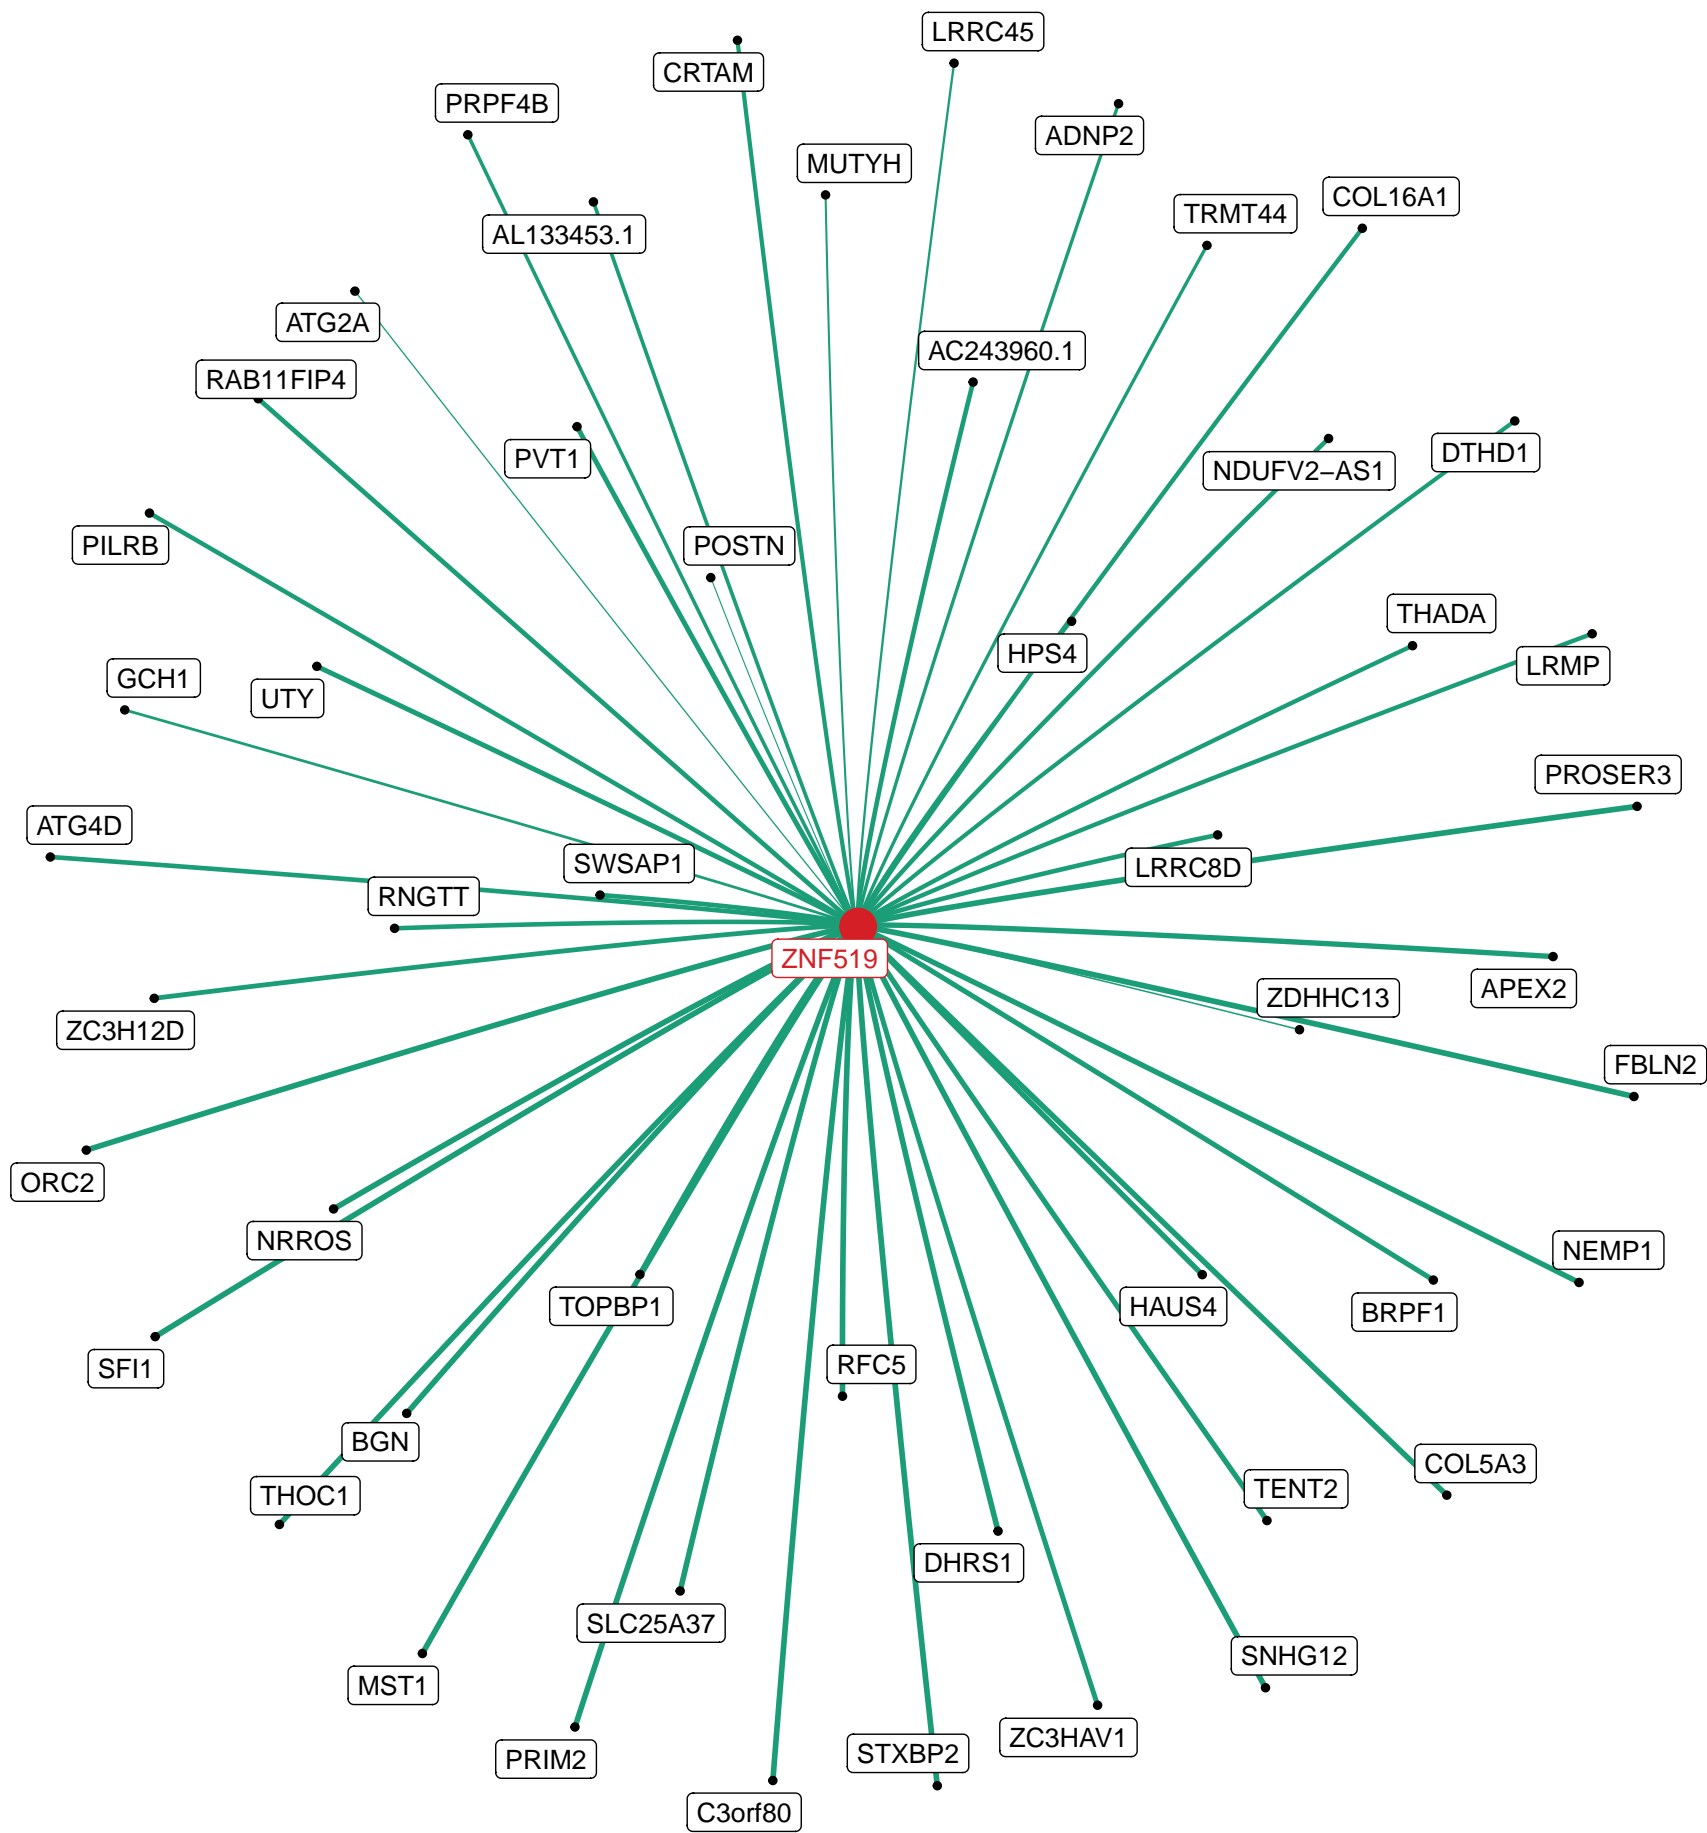 LRRC45
CRTAM
PRPF4B
ADNP2
MUTYH
COL16A1
TRMT44
AL133453.1
ATG2A
AC243960.1
RAB11FIP4
DTHD1
PVT1
NDUFV2−AS1
PILRB
POSTN
THADA
HPS4
LRMP
GCH1
UTY
PROSER3
ATG4D
SWSAP1
LRRC8D
RNGTT
ZNF519
APEX2
ZDHHC13
ZC3H12D
FBLN2
ORC2
NRROS
NEMP1
TOPBP1
HAUS4
BRPF1
RFC5
SFI1
BGN
COL5A3
TENT2
THOC1
DHRS1
SLC25A37
SNHG12
MST1
ZC3HAV1
STXBP2
PRIM2
C3orf80